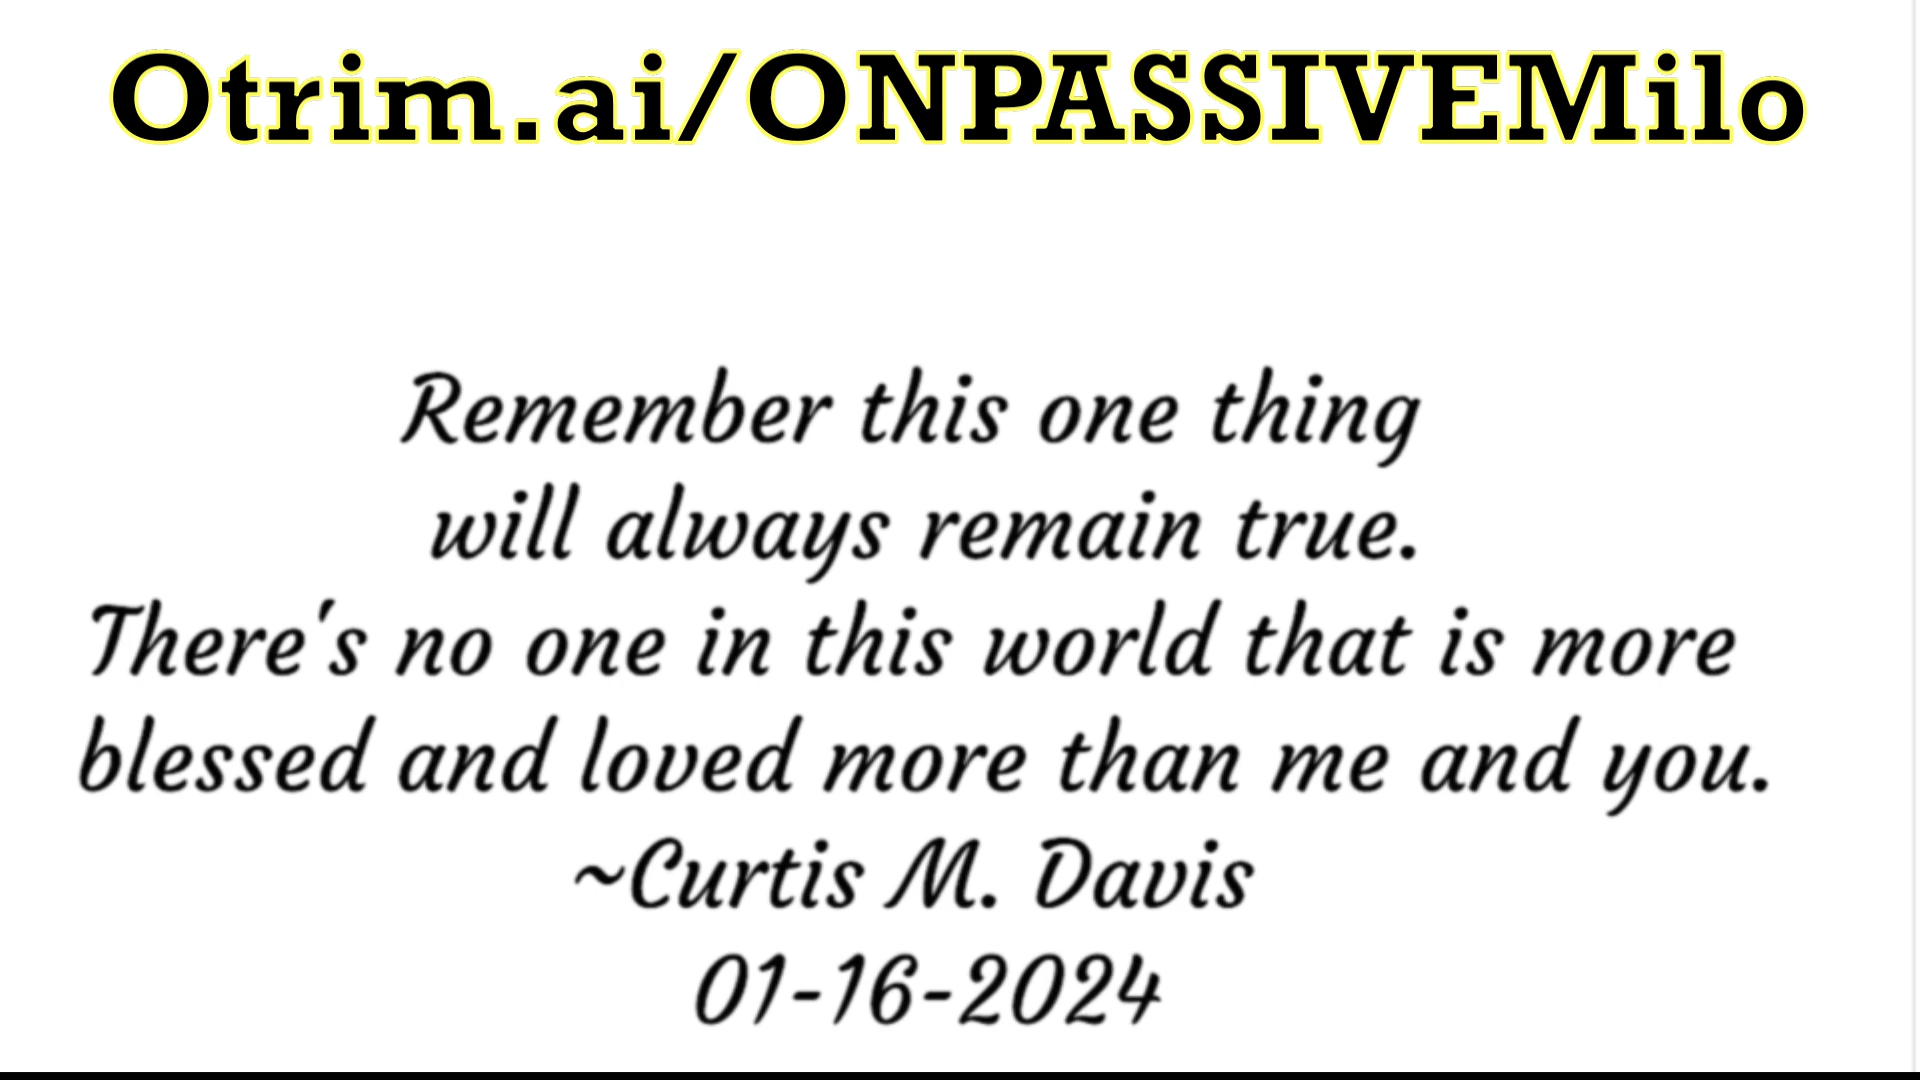 Otrim.ai/ONPASSIVEMilo
Remember this one thing
will always remain true.
There's no one in this world that is more
blessed and loved more than me and you.
~Curtis M. Davis
01-16-2024